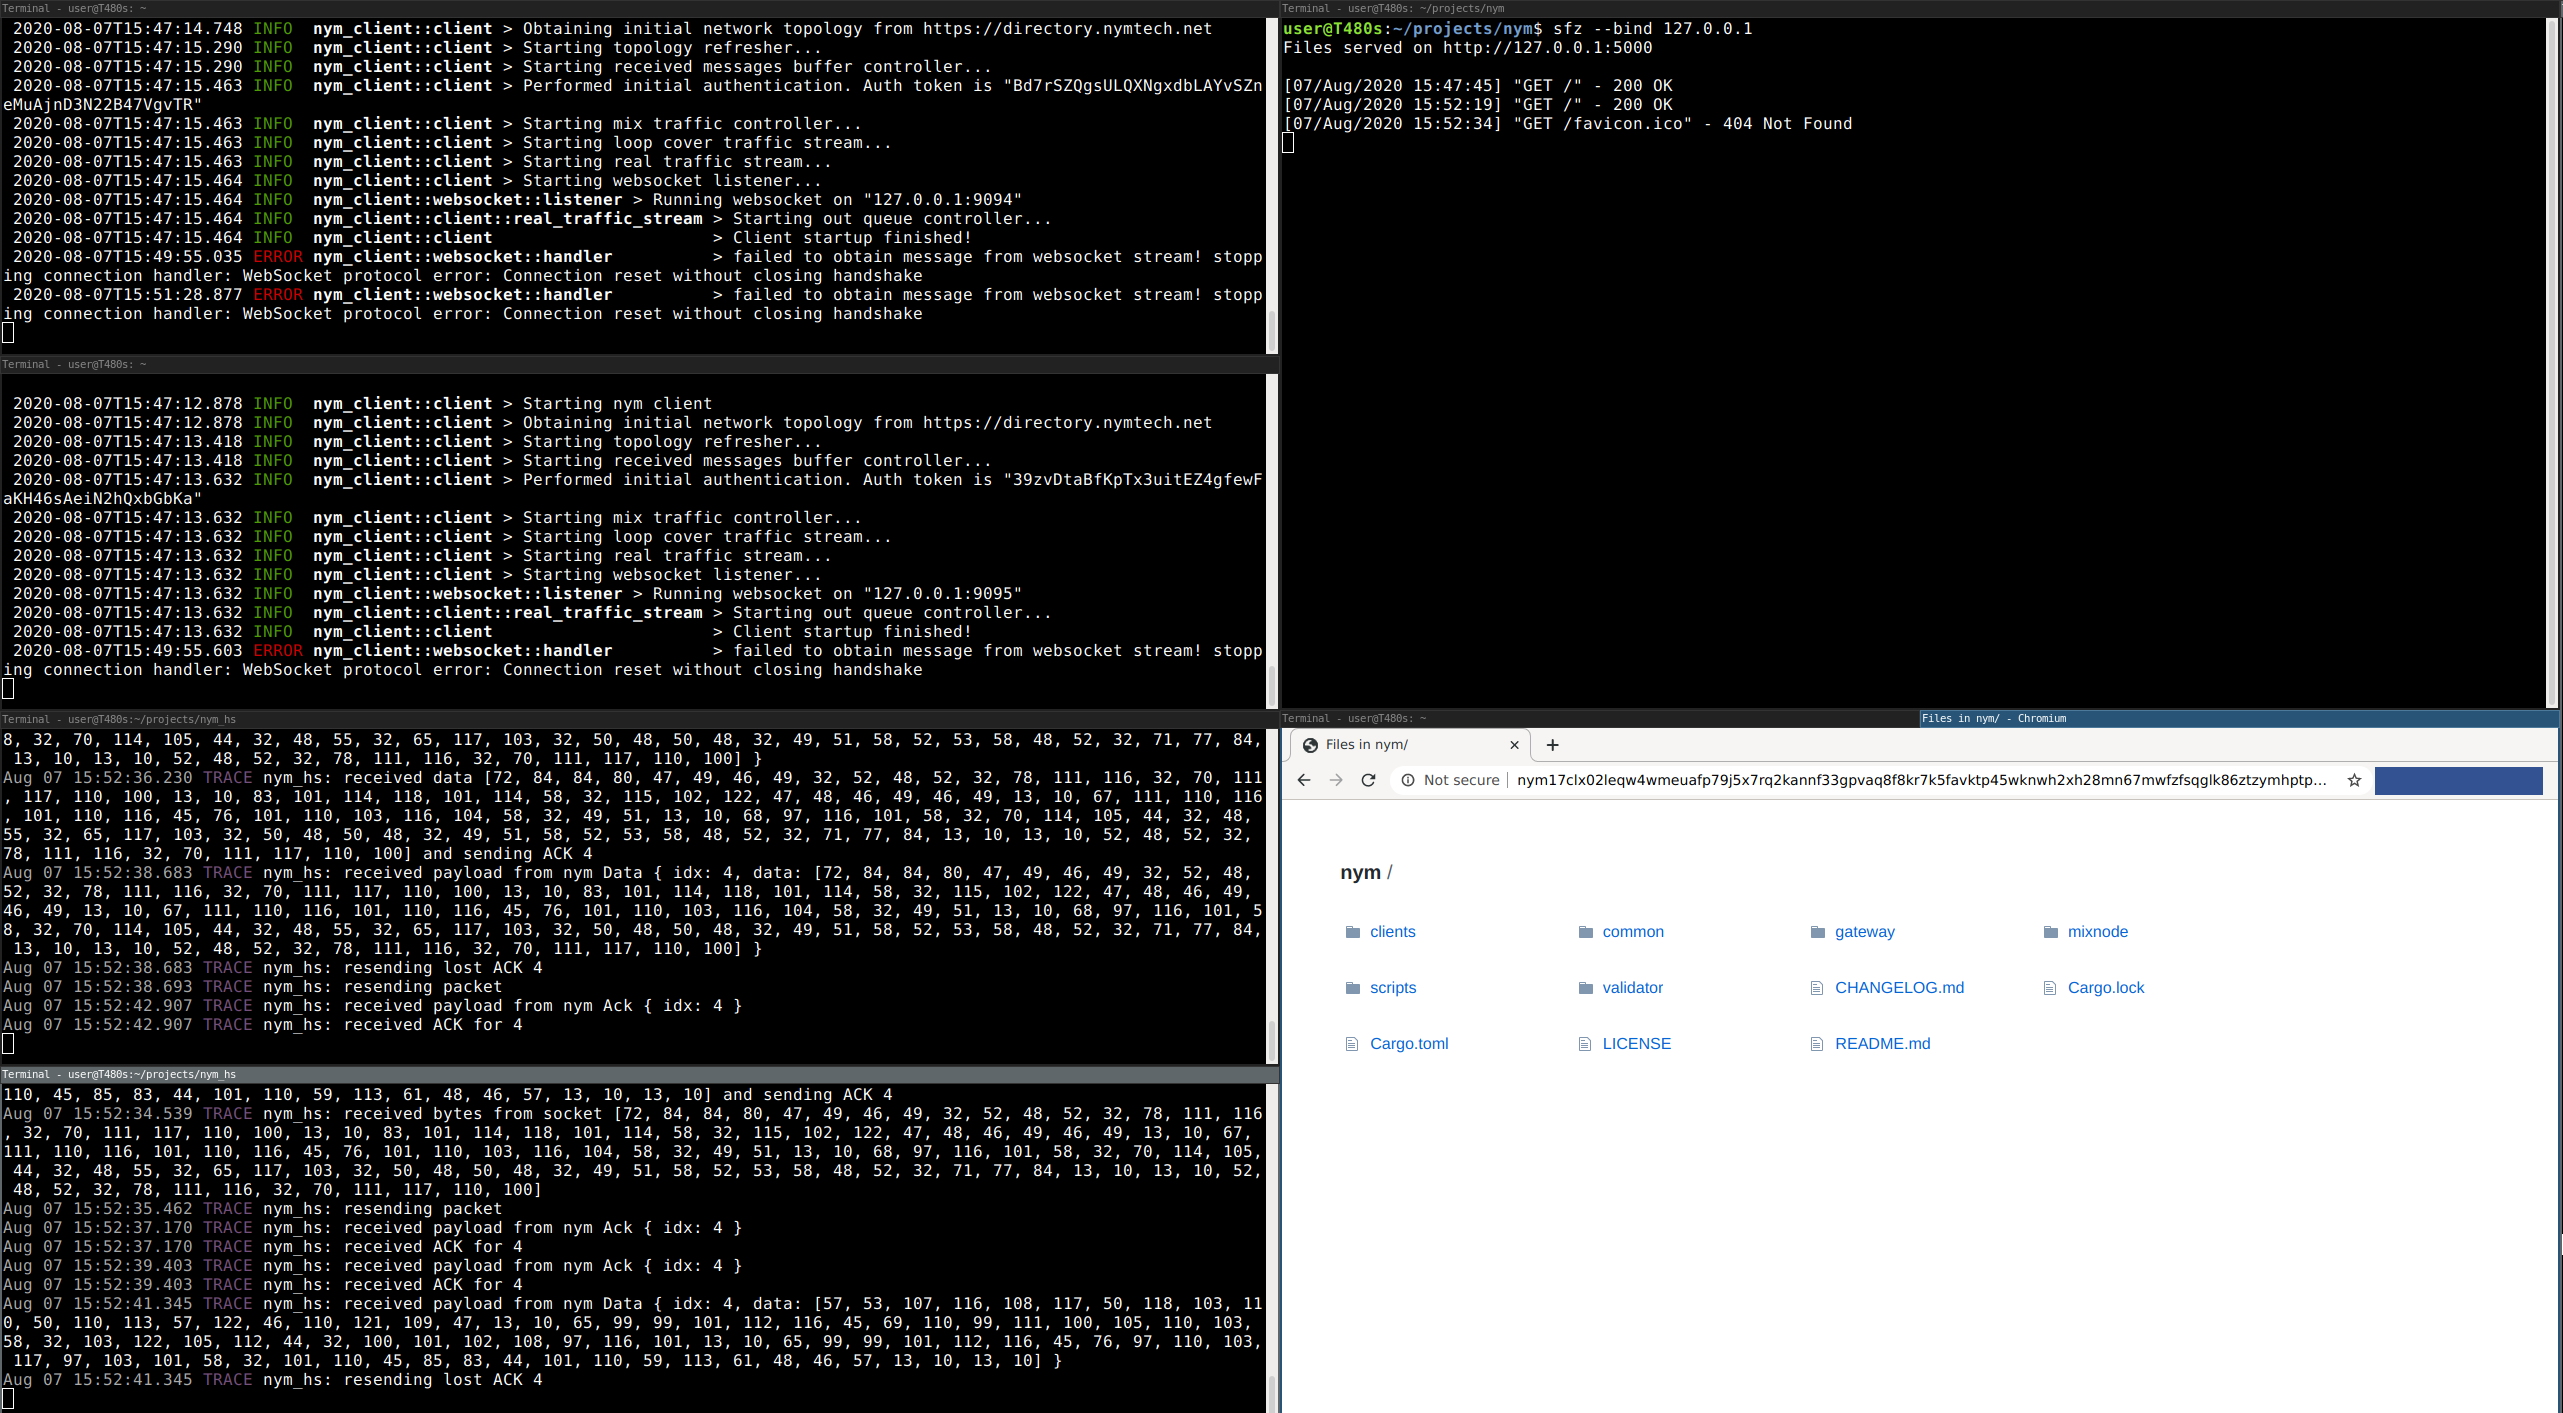 Terminal - user@T480s: ~
2020-08-07T15:47:14.748 INFO  nym_client::client > Obtaining initial network topology from https://directory.nymtech.net
2020-08-07T15:47:15.290 INFO  nym_client::client > Starting topology refresher...
2020-08-07T15:47:15.290 INFO  nym_client::client > Starting received messages buffer controller...
2020-08-07T15:47:15.463 INFO  nym_client::client > Performed initial authentication. Auth token is "Bd7rSZQgsULQXNgxdbLAYvSZn
eMuAjnD3N22B47VgvTR"
2020-08-07T15:47:15.463 INFO  nym_client::client > Starting mix traffic controller...
2020-08-07T15:47:15.463 INFO  nym_client::client > Starting loop cover traffic stream...
2020-08-07T15:47:15.463 INFO  nym_client::client > Starting real traffic stream...
2020-08-07T15:47:15.464 INFO  nym_client::client > Starting websocket listener...
2020-08-07T15:47:15.464 INFO  nym_client::websocket::listener > Running websocket on "127.0.0.1:9094"
2020-08-07T15:47:15.464 INFO  nym_client::client::real_traffic_stream > Starting out queue controller...
2020-08-07T15:47:15.464 INFO  nym_client::client > Client startup finished!
2020-08-07T15:49:55.035 ERROR nym_client::websocket::handler > failed to obtain message from websocket stream! stopp
ing connection handler: WebSocket protocol error: Connection reset without closing handshake
2020-08-07T15:51:28.877 ERROR nym_client::websocket::handler > failed to obtain message from websocket stream! stopp
ing connection handler: WebSocket protocol error: Connection reset without closing handshake
Terminal - user@T480s: ~
2020-08-07T15:47:12.878 INFO  nym_client::client > Starting nym client
2020-08-07T15:47:12.878 INFO  nym_client::client > Obtaining initial network topology from https://directory.nymtech.net
2020-08-07T15:47:13.418 INFO  nym_client::client > Starting topology refresher...
2020-08-07T15:47:13.418 INFO  nym_client::client > Starting received messages buffer controller...
2020-08-07T15:47:13.632 INFO  nym_client::client > Performed initial authentication. Auth token is "39zvDtaBfKpTx3uitEZ4gfewF
aKH46sAeiN2hQxbGbKa"
2020-08-07T15:47:13.632 INFO  nym_client::client > Starting mix traffic controller...
2020-08-07T15:47:13.632 INFO  nym_client::client > Starting loop cover traffic stream...
2020-08-07T15:47:13.632 INFO  nym_client::client > Starting real traffic stream...
2020-08-07T15:47:13.632 INFO  nym_client::client > Starting websocket listener...
2020-08-07T15:47:13.632 INFO  nym_client::websocket::listener > Running websocket on "127.0.0.1:9095"
2020-08-07T15:47:13.632 INFO  nym_client::client::real_traffic_stream > Starting out queue controller...
2020-08-07T15:47:13.632 INFO  nym_client::client > Client startup finished!
2020-08-07T15:49:55.603 ERROR nym_client::websocket::handler > failed to obtain message from websocket stream! stopp
ing connection handler: WebSocket protocol error: Connection reset without closing handshake
Terminal - user@T480s:~/projects/nym_hs
8, 32, 70, 114, 105, 44, 32, 48, 55, 32, 65, 117, 103, 32, 50, 48, 50, 48, 32, 49, 51, 58, 52, 53, 58, 48, 52, 32, 71, 77, 84,
13, 10, 13, 10, 52, 48, 52, 32, 78, 111, 116, 32, 70, 111, 117, 110, 100] }
Aug 07 15:52:36.230 TRACE nym_hs: received data [72, 84, 84, 80, 47, 49, 46, 49, 32, 52, 48, 52, 32, 78, 111, 116, 32, 70, 111
, 117, 110, 100, 13, 10, 83, 101, 114, 118, 101, 114, 58, 32, 115, 102, 122, 47, 48, 46, 49, 46, 49, 13, 10, 67, 111, 110, 116
, 101, 110, 116, 45, 76, 101, 110, 103, 116, 104, 58, 32, 49, 51, 13, 10, 68, 97, 116, 101, 58, 32, 70, 114, 105, 44, 32, 48,
55, 32, 65, 117, 103, 32, 50, 48, 50, 48, 32, 49, 51, 58, 52, 53, 58, 48, 52, 32, 71, 77, 84, 13, 10, 13, 10, 52, 48, 52, 32,
78, 111, 116, 32, 70, 111, 117, 110, 100] and sending ACK 4
Aug 07 15:52:38.683 TRACE nym_hs: received payload from nym Data { idx: 4, data: [72, 84, 84, 80, 47, 49, 46, 49, 32, 52, 48,
52, 32, 78, 111, 116, 32, 70, 111, 117, 110, 100, 13, 10, 83, 101, 114, 118, 101, 114, 58, 32, 115, 102, 122, 47, 48, 46, 49,
46, 49, 13, 10, 67, 111, 110, 116, 101, 110, 116, 45, 76, 101, 110, 103, 116, 104, 58, 32, 49, 51, 13, 10, 68, 97, 116, 101, 5
8, 32, 70, 114, 105, 44, 32, 48, 55, 32, 65, 117, 103, 32, 50, 48, 50, 48, 32, 49, 51, 58, 52, 53, 58, 48, 52, 32, 71, 77, 84,
13, 10, 13, 10, 52, 48, 52, 32, 78, 111, 116, 32, 70, 111, 117, 110, 100] }
Aug 07 15:52:38.683 TRACE nym_hs: resending lost ACK 4
Aug 07 15:52:38.693 TRACE nym_hs: resending packet
Aug 07 15:52:42.907 TRACE nym_hs: received payload from nym Ack { idx: 4 }
Aug 07 15:52:42.907 TRACE nym_hs: received ACK for 4
Terminal - user@T480s:~/projects/nym_hs
110, 45, 85, 83, 44, 101, 110, 59, 113, 61, 48, 46, 57, 13, 10, 13, 10] and sending ACK 4
Aug 07 15:52:34.539 TRACE nym_hs: received bytes from socket [72, 84, 84, 80, 47, 49, 46, 49, 32, 52, 48, 52, 32, 78, 111, 116
, 32, 70, 111, 117, 110, 100, 13, 10, 83, 101, 114, 118, 101, 114, 58, 32, 115, 102, 122, 47, 48, 46, 49, 46, 49, 13, 10, 67,
111, 110, 116, 101, 110, 116, 45, 76, 101, 110, 103, 116, 104, 58, 32, 49, 51, 13, 10, 68, 97, 116, 101, 58, 32, 70, 114, 105,
44, 32, 48, 55, 32, 65, 117, 103, 32, 50, 48, 50, 48, 32, 49, 51, 58, 52, 53, 58, 48, 52, 32, 71, 77, 84, 13, 10, 13, 10, 52,
48, 52, 32, 78, 111, 116, 32, 70, 111, 117, 110, 100]
Aug 07 15:52:35.462 TRACE nym_hs: resending packet
Aug 07 15:52:37.170 TRACE nym_hs: received payload from nym Ack { idx: 4 }
Aug 07 15:52:37.170 TRACE nym_hs: received ACK for 4
Aug 07 15:52:39.403 TRACE nym_hs: received payload from nym Ack { idx: 4 }
Aug 07 15:52:39.403 TRACE nym_hs: received ACK for 4
Aug 07 15:52:41.345 TRACE nym_hs: received payload from nym Data { idx: 4, data: [57, 53, 107, 116, 108, 117, 50, 118, 103, 11
0, 50, 110, 113, 57, 122, 46, 110, 121, 109, 47, 13, 10, 65, 99, 99, 101, 112, 116, 45, 69, 110, 99, 111, 100, 105, 110, 103,
58, 32, 103, 122, 105, 112, 44, 32, 100, 101, 102, 108, 97, 116, 101, 13, 10, 65, 99, 99, 101, 112, 116, 45, 76, 97, 110, 103,
117, 97, 103, 101, 58, 32, 101, 110, 45, 85, 83, 44, 101, 110, 59, 113, 61, 48, 46, 57, 13, 10, 13, 10] }
Aug 07 15:52:41.345 TRACE nym_hs: resending lost ACK 4
Terminal - user@T480s: ~/projects/nym
user@T480s:~/projects/nym$ sfz --bind 127.0.0.1
Files served on http://127.0.0.1:5000
[07/Aug/2020 15:47:45] "GET /" - 200 OK
[07/Aug/2020 15:52:19] "GET /" - 200 OK
[07/Aug/2020 15:52:34] "GET /favicon.ico" - 404 Not Found
Terminal - user@T480s: ~
Files in nym/ - Chromium
Files in nym/
Not secure | nym17clx02leqw4wmeuafp79j5x7rq2kannf33gpvaq8f8kr7k5favktp45wknwh2xh28mn67mwfzfsqglk86ztzymhptp...
nym /
clients common gateway mixnode
scripts validator CHANGELOG.md Cargo.lock
Cargo.toml LICENSE README.md